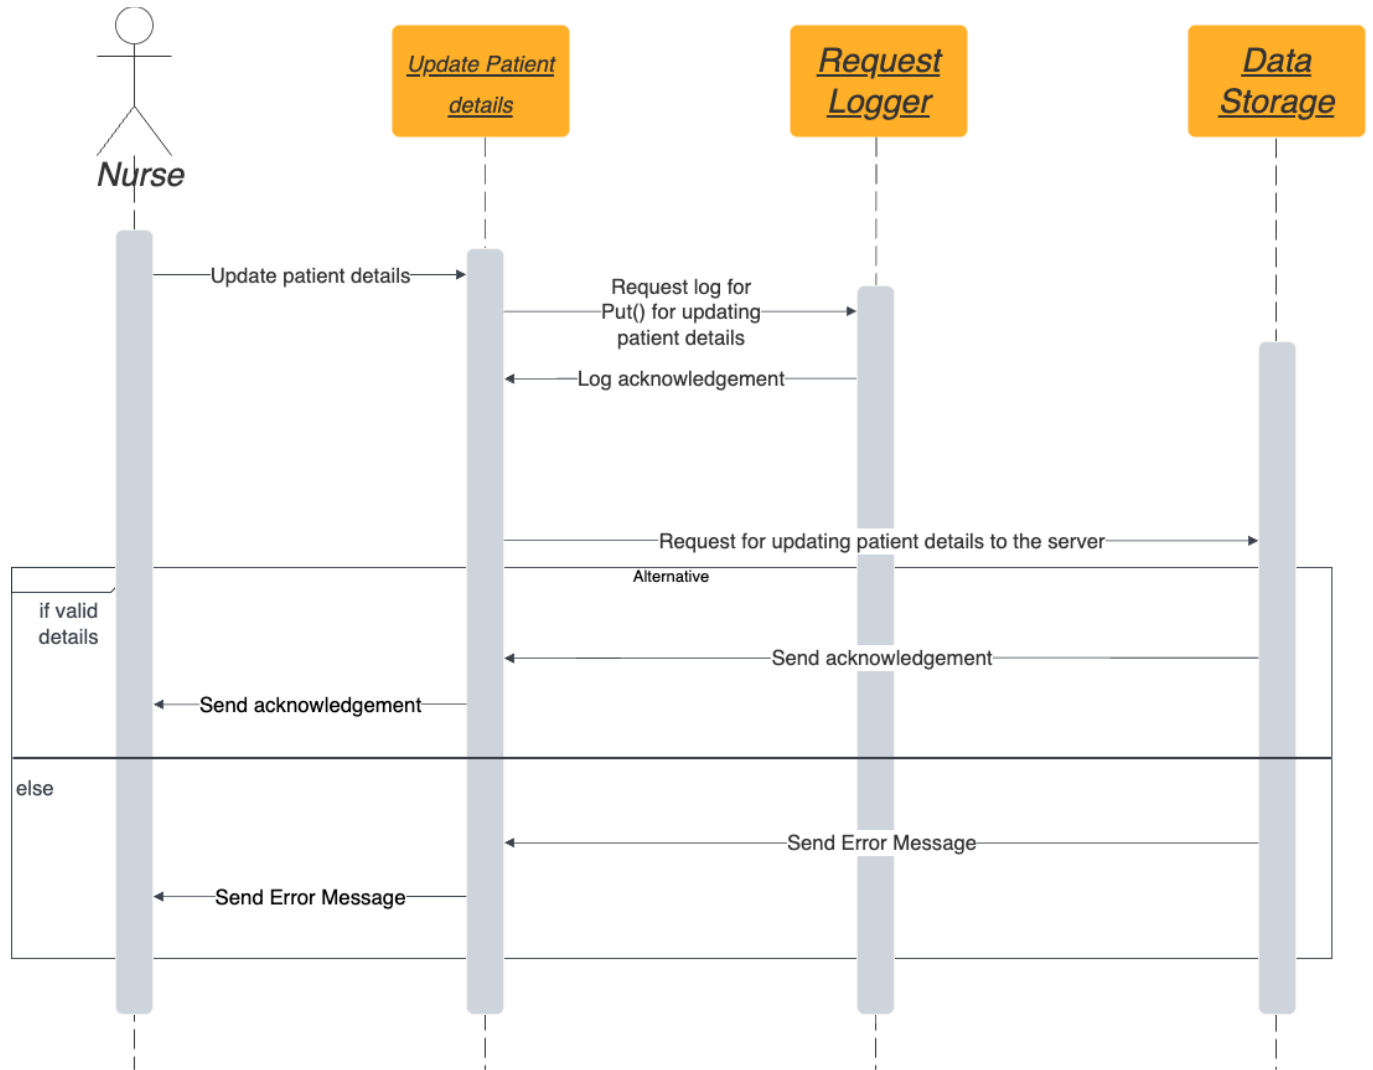 Update Patient
details
Request
Logger
Data
Storage
Nurse
Update patient details
Request log for
Put() for updating
patient details
Log acknowledgement
Request for updating patient details to the server
Alternative
if valid
details
Send acknowledgement
Send acknowledgement
else
Send Error Message
Send Error Message